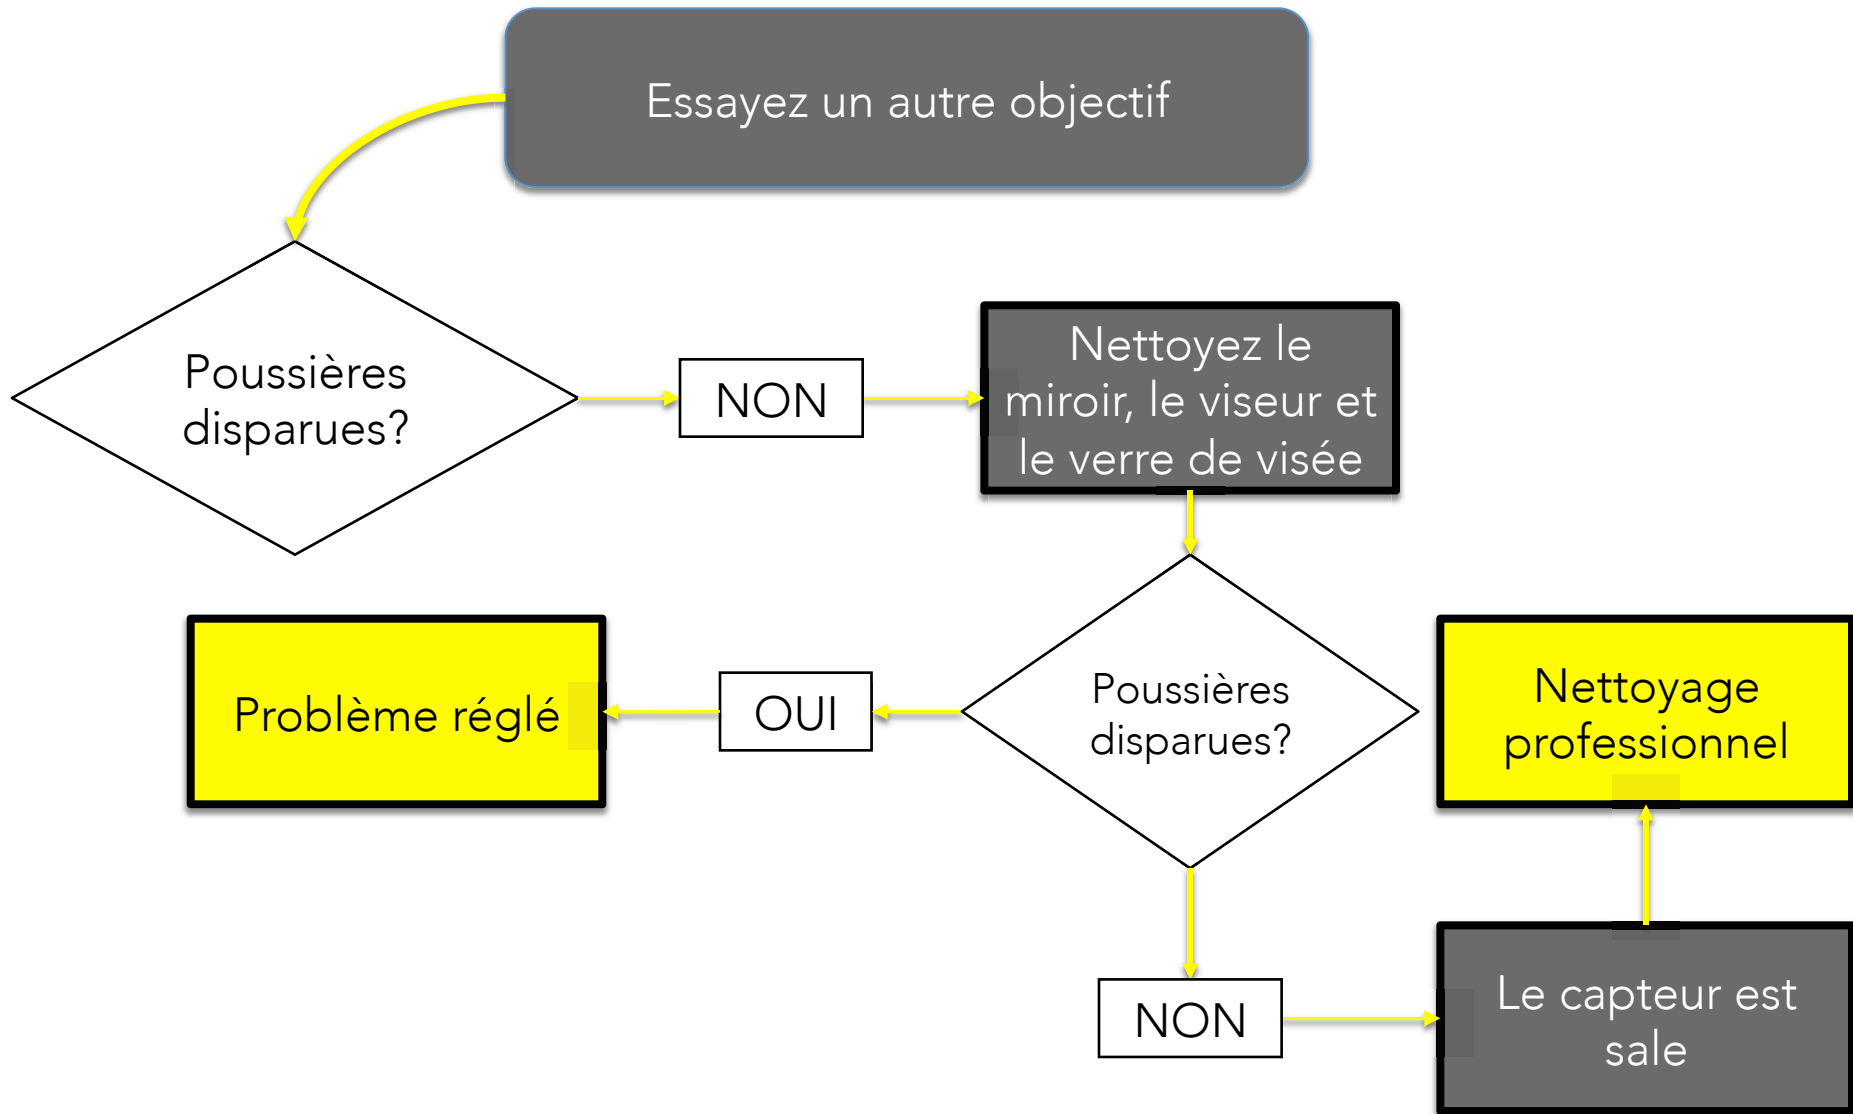 Essayez un autre objectif
Poussières
disparues?
NON
Nettoyez le
miroir, le viseur et
le verre de visée
Problème réglé
OUI
Poussières
disparues?
Nettoyage
professionnel
NON
Le capteur est
sale